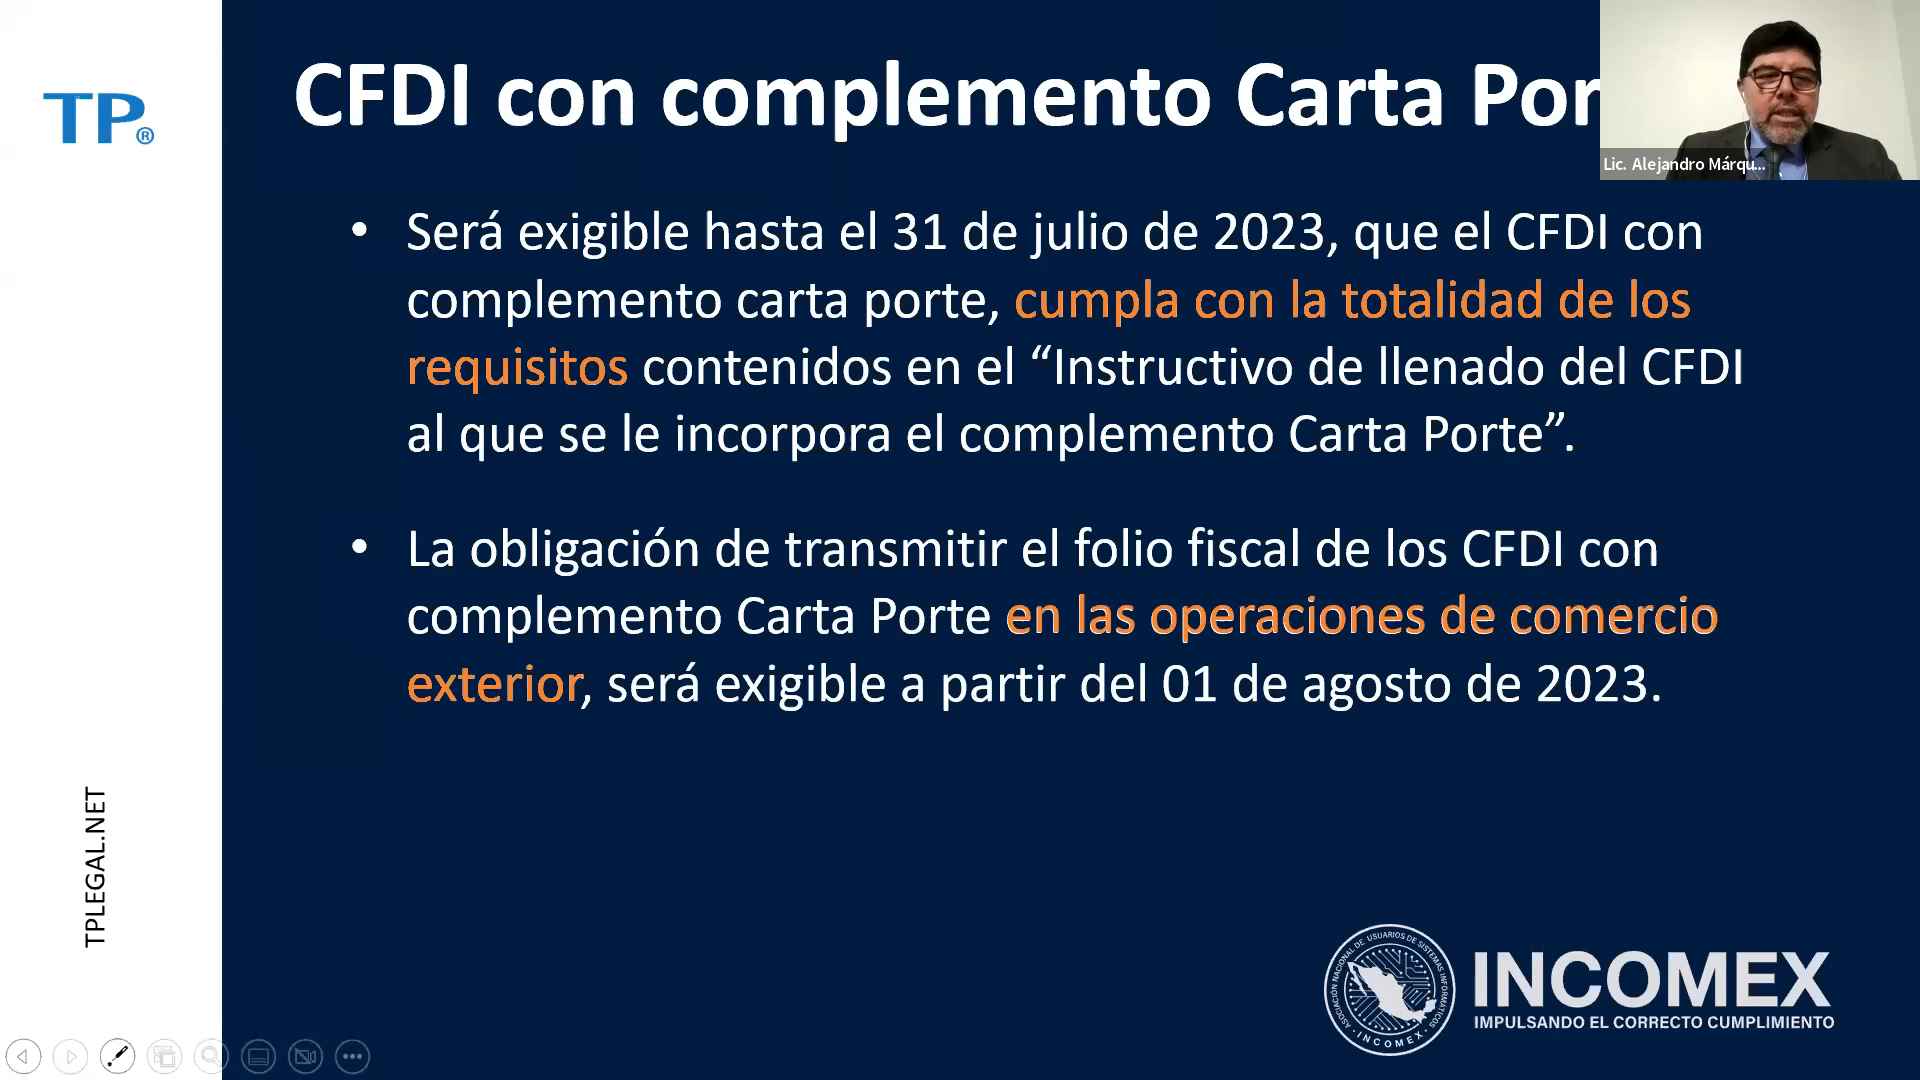 TP®
CFDI con complemento Carta Por
Lic. Alejandro Márqu...
• Será exigible hasta el 31 de julio de 2023, que el CFDI con
complemento carta porte, cumpla con la totalidad de los
requisitos contenidos en el “Instructivo de llenado del CFDI
al que se le incorpora el complemento Carta Porte”.
• La obligación de transmitir el folio fiscal de los CFDI con
complemento Carta Porte en las operaciones de comercio
exterior, será exigible a partir del 01 de agosto de 2023.
TPLEGAL.NET
ASOCIACIÓN NACIONAL DE USUARIOS DE SISTEMAS INFORMÁTICOS
INCOMEX
INCOMEX
IMPULSANDO EL CORRECTO CUMPLIMIENTO